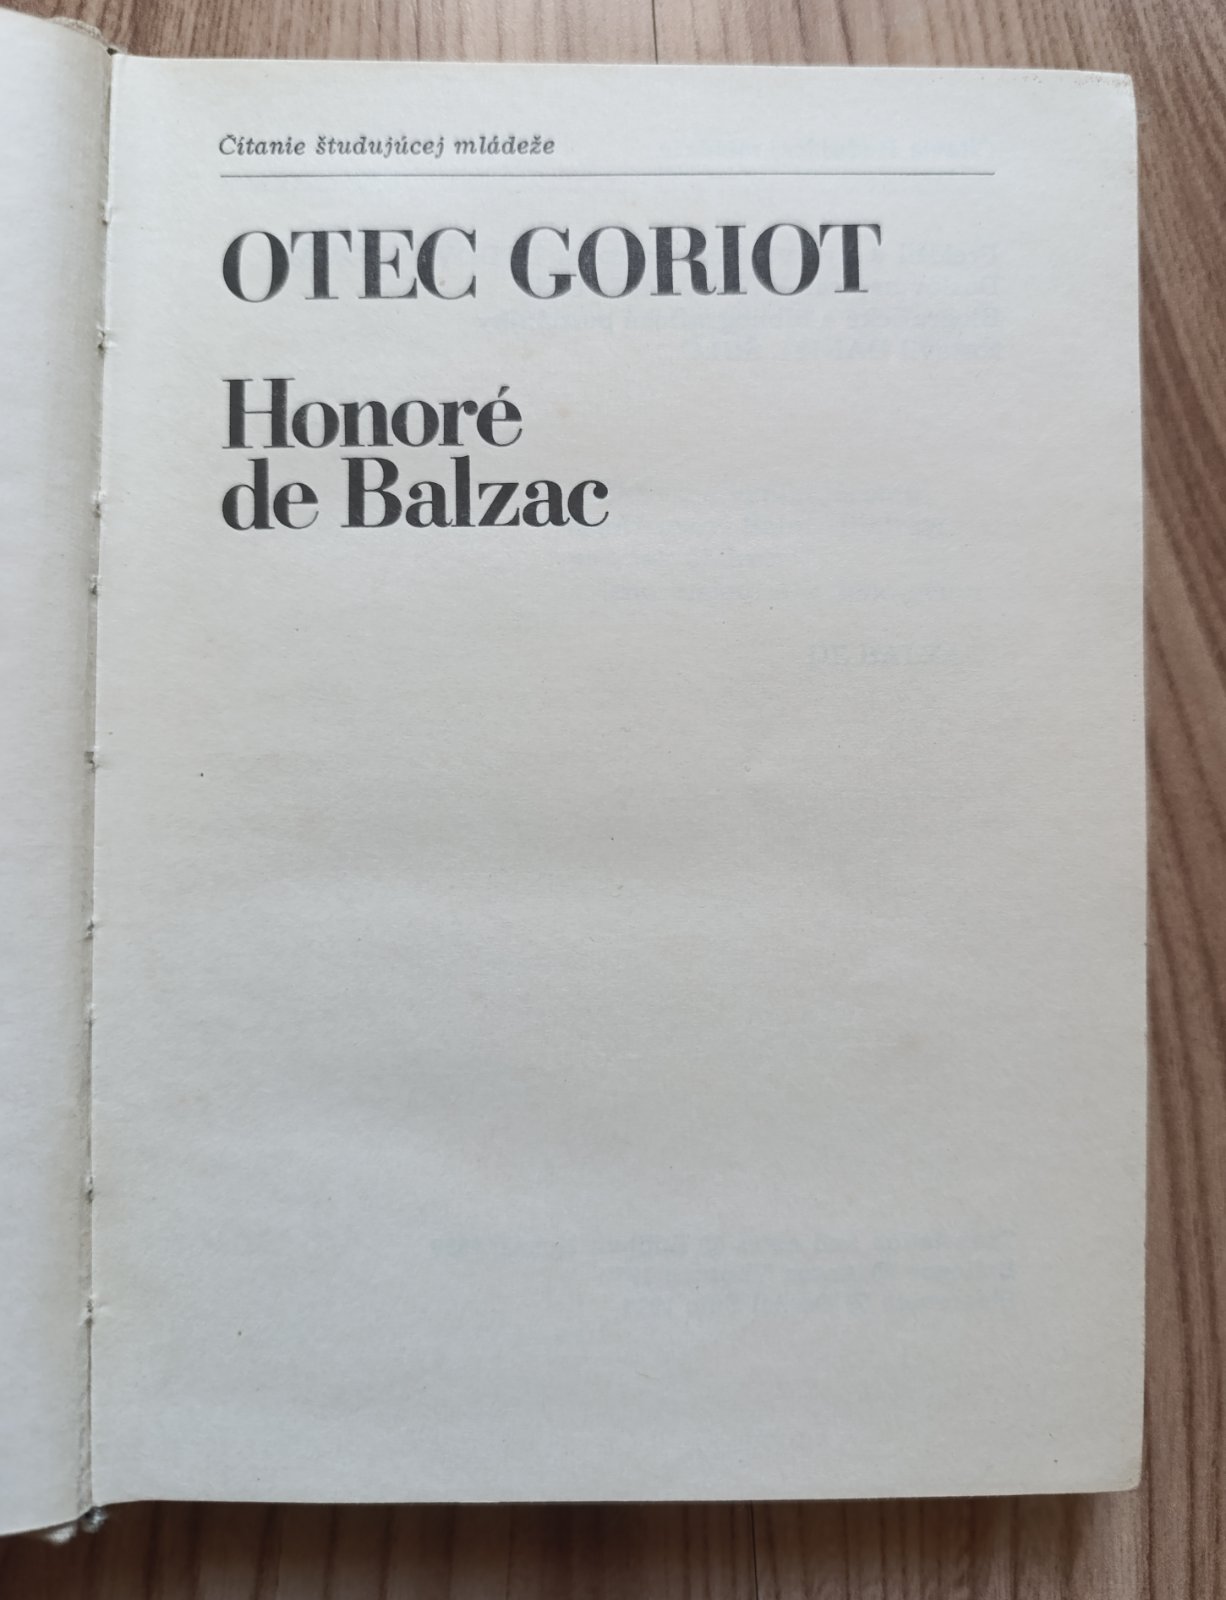 Čítanie študujúcej mládeže
OTEC GORIOT
Honoré
de Balzac